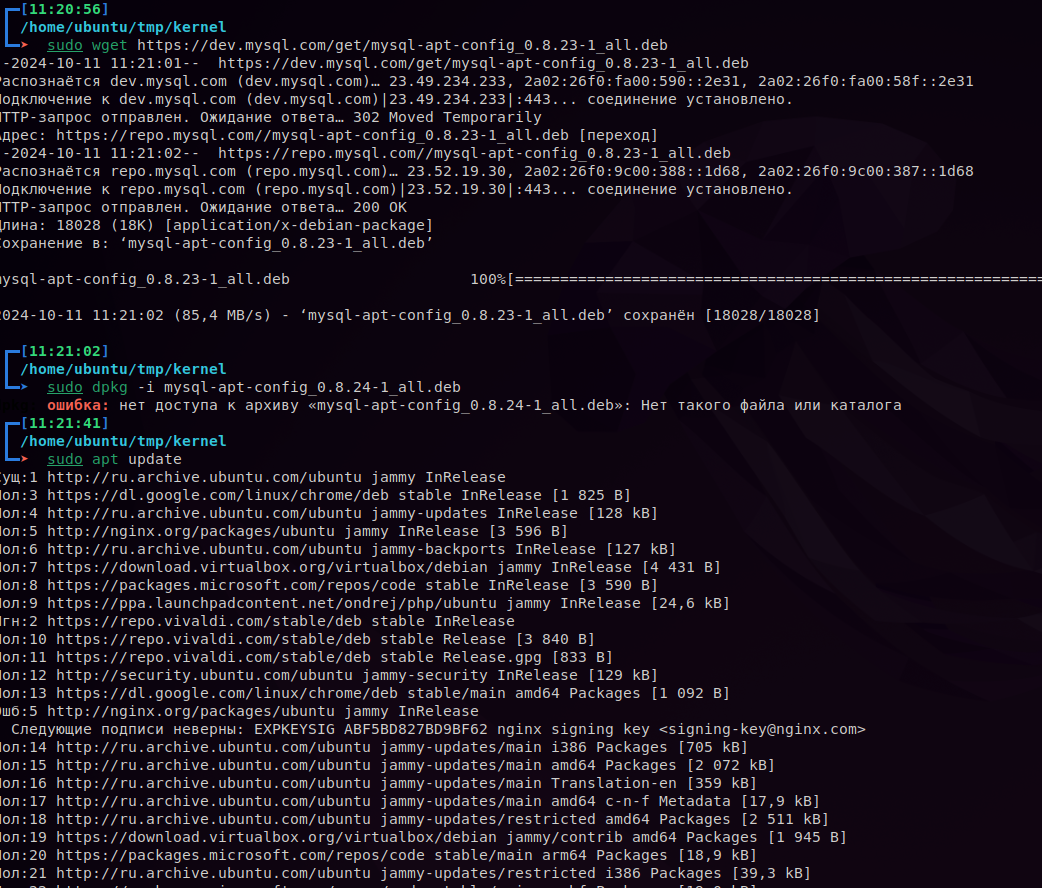 [11:20:56]
/home/ubuntu/tmp/kernel
➤ sudo wget https://dev.mysql.com/get/mysql-apt-config_0.8.23-1_all.deb
-2024-10-11 11:21:01-- https://dev.mysql.com/get/mysql-apt-config_0.8.23-1_all.deb
Распознаётся dev.mysql.com (dev.mysql.com)… 23.49.234.233, 2a02:26f0:fa00:590::2e31, 2a02:26f0:fa00:58f::2e31
Подключение к dev.mysql.com (dev.mysql.com)|23.49.234.233|:443... соединение установлено.
HTTP-запрос отправлен. Ожидание ответа… 302 Moved Temporarily
Адрес: https://repo.mysql.com//mysql-apt-config_0.8.23-1_all.deb [переход]
-2024-10-11 11:21:02-- https://repo.mysql.com//mysql-apt-config_0.8.23-1_all.deb
Распознаётся repo.mysql.com (repo.mysql.com)… 23.52.19.30, 2a02:26f0:9c00:388::1d68, 2a02:26f0:9c00:387::1d68
Подключение к repo.mysql.com (repo.mysql.com)|23.52.19.30|:443... соединение установлено.
HTTP-запрос отправлен. Ожидание ответа… 200 OK
Длина: 18028 (18K) [application/x-debian-package]
Сохранение в: ‘mysql-apt-config_0.8.23-1_all.deb’
mysql-apt-config_0.8.23-1_all.deb 100%[===========================================================
2024-10-11 11:21:02 (85,4 MB/s) - ‘mysql-apt-config_0.8.23-1_all.deb’ сохранён [18028/18028]
[11:21:02]
/home/ubuntu/tmp/kernel
➤ sudo dpkg -i mysql-apt-config_0.8.24-1_all.deb
ошибка: нет доступа к архиву «mysql-apt-config_0.8.24-1_all.deb»: Нет такого файла или каталога
[11:21:41]
/home/ubuntu/tmp/kernel
➤ sudo apt update
Сущ:1 http://ru.archive.ubuntu.com/ubuntu jammy InRelease
Пол:3 https://dl.google.com/linux/chrome/deb stable InRelease [1 825 B]
Пол:4 http://ru.archive.ubuntu.com/ubuntu jammy-updates InRelease [128 kB]
Пол:5 http://nginx.org/packages/ubuntu jammy InRelease [3 596 B]
Пол:6 http://ru.archive.ubuntu.com/ubuntu jammy-backports InRelease [127 kB]
Пол:7 https://download.virtualbox.org/virtualbox/debian jammy InRelease [4 431 B]
Пол:8 https://packages.microsoft.com/repos/code stable InRelease [3 590 B]
Пол:9 https://ppa.launchpadcontent.net/ondrej/php/ubuntu jammy InRelease [24,6 kB]
Игн:2 https://repo.vivaldi.com/stable/deb stable InRelease
Пол:10 https://repo.vivaldi.com/stable/deb stable Release [3 840 B]
Пол:11 https://repo.vivaldi.com/stable/deb stable Release.gpg [833 B]
Пол:12 http://security.ubuntu.com/ubuntu jammy-security InRelease [129 kB]
Пол:13 https://dl.google.com/linux/chrome/deb stable/main amd64 Packages [1 092 B]
Ошб:5 http://nginx.org/packages/ubuntu jammy InRelease
Следующие подписи неверны: EXPKEYSIG ABF5BD827BD9BF62 nginx signing key <signing-key@nginx.com>
Пол:14 http://ru.archive.ubuntu.com/ubuntu jammy-updates/main i386 Packages [705 kB]
Пол:15 http://ru.archive.ubuntu.com/ubuntu jammy-updates/main amd64 Packages [2 072 kB]
Пол:16 http://ru.archive.ubuntu.com/ubuntu jammy-updates/main Translation-en [359 kB]
Пол:17 http://ru.archive.ubuntu.com/ubuntu jammy-updates/main amd64 c-n-f Metadata [17,9 kB]
Пол:18 http://ru.archive.ubuntu.com/ubuntu jammy-updates/restricted amd64 Packages [2 511 kB]
Пол:19 https://download.virtualbox.org/virtualbox/debian jammy/contrib amd64 Packages [1 945 B]
Пол:20 https://packages.microsoft.com/repos/code stable/main arm64 Packages [18,9 kB]
Пол:21 http://ru.archive.ubuntu.com/ubuntu jammy-updates/restricted i386 Packages [39,3 kB]